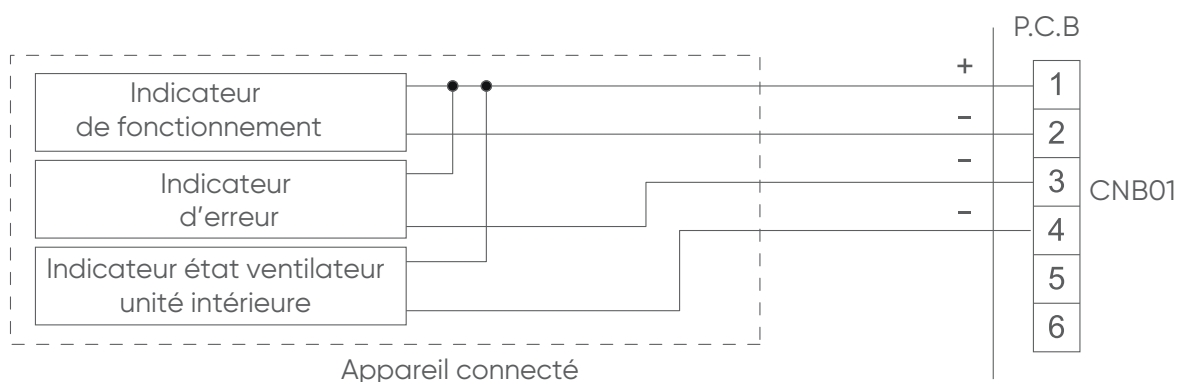 P.C.B
Indicateur
de fonctionnement
Indicateur
d'erreur
Indicateur état ventilateur
unité intérieure
Appareil connecté
+
–
–
–
1
2
3
4
5
6
CNB01